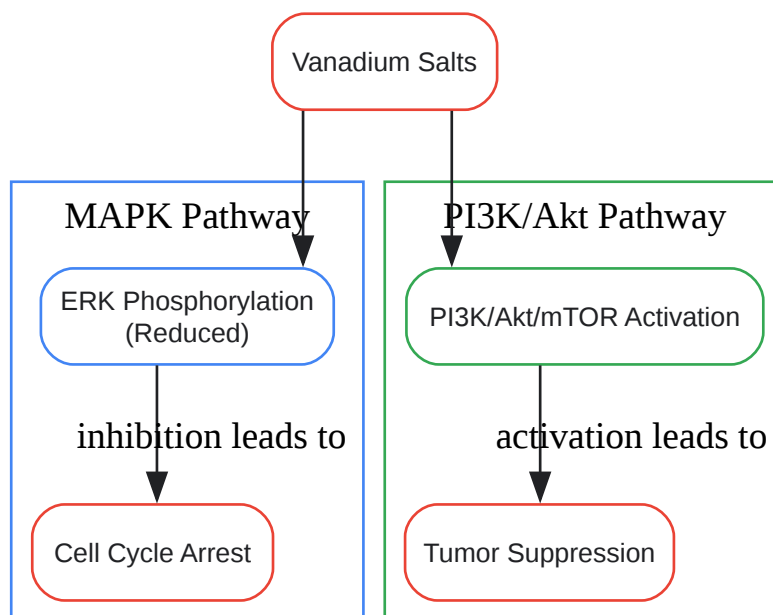 Vanadium Salts
MAPK Pathway
PI3K/Akt Pathway
ERK Phosphorylation
(Reduced)
PI3K/Akt/mTOR Activation
inhibition leads to
activation leads to
Cell Cycle Arrest
Tumor Suppression